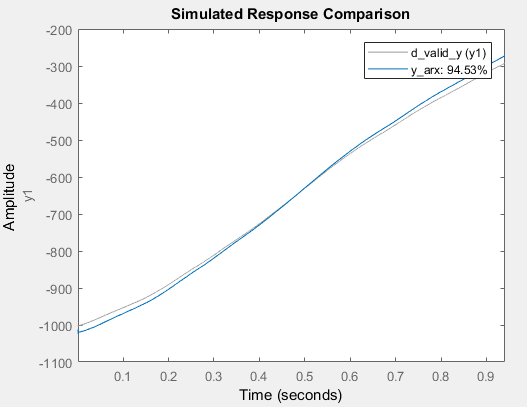 Simulated Response Comparison
-200
-300
-400
-500
-600
-700
-800
-900
-1000
-1100
Amplitude
y1
d_valid_y (y1)
y_arx: 94.53%
0.1 0.2 0.3 0.4 0.5 0.6 0.7 0.8 0.9
Time (seconds)